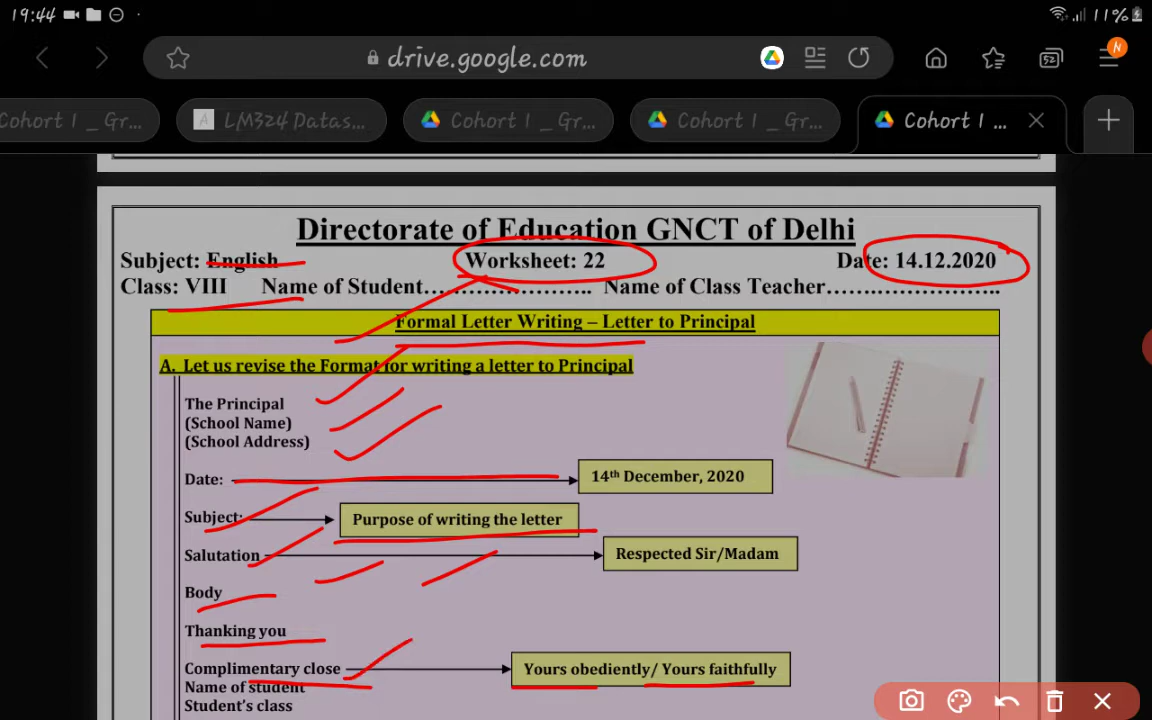 19:44
11%
drive.google.com
52
N
Cohort 1 _ Gr...
A LM324 Datas...
Cohort 1 _ Gr...
Cohort 1 _ Gr...
Cohort 1 ...
Directorate of Education GNCT of Delhi
Subject: English Worksheet: 22 Date: 14.12.2020
Class: VIII Name of Student........................ Name of Class Teacher........................
Formal Letter Writing – Letter to Principal
A. Let us revise the Format for writing a letter to Principal
The Principal
(School Name)
(School Address)
Date: 14th December, 2020
Subject: Purpose of writing the letter
Salutation Respected Sir/Madam
Body
Thanking you
Complimentary close Yours obediently/ Yours faithfully
Name of student
Student's class